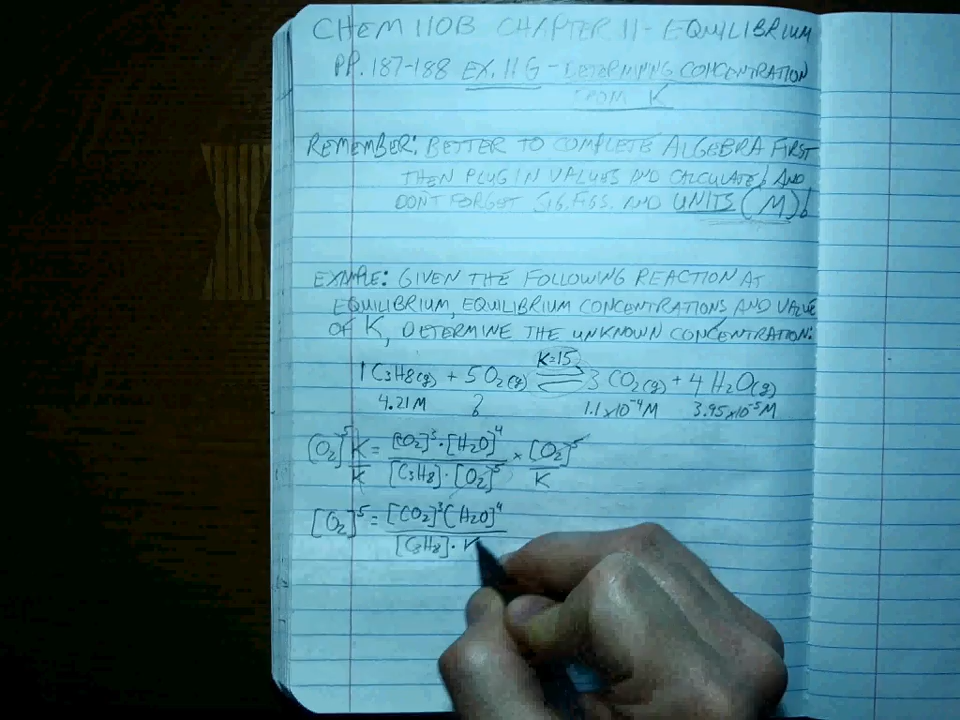 CHEM 110B CHAPTER 11 - EQUILIBRIUM
PP. 187-188 EX. 11G - DETERMINING CONCENTRATION
FROM K
REMEMBER: BETTER TO COMPLETE ALGEBRA FIRST
THEN PLUG IN VALUES AND CALCULATE! AND
DON'T FORGET SIG. FIGS. AND UNITS (M)!
EXAMPLE: GIVEN THE FOLLOWING REACTION AT
EQUILIBRIUM, EQUILIBRIUM CONCENTRATIONS AND VALUE
OF K, DETERMINE THE UNKNOWN CONCENTRATION:
K=15
1 C3H8(g) + 5 O2(g) ⇌ 3 CO2(g) + 4 H2O(g)
4.21 M ? 1.1x10^-4 M 3.95x10^-5 M
[O2]^5 K / K = [CO2]^3 · [H2O]^4 / [C3H8] · [O2]^5 × [O2]^5 / K
[O2]^5 = [CO2]^3 [H2O]^4 / [C3H8] · K